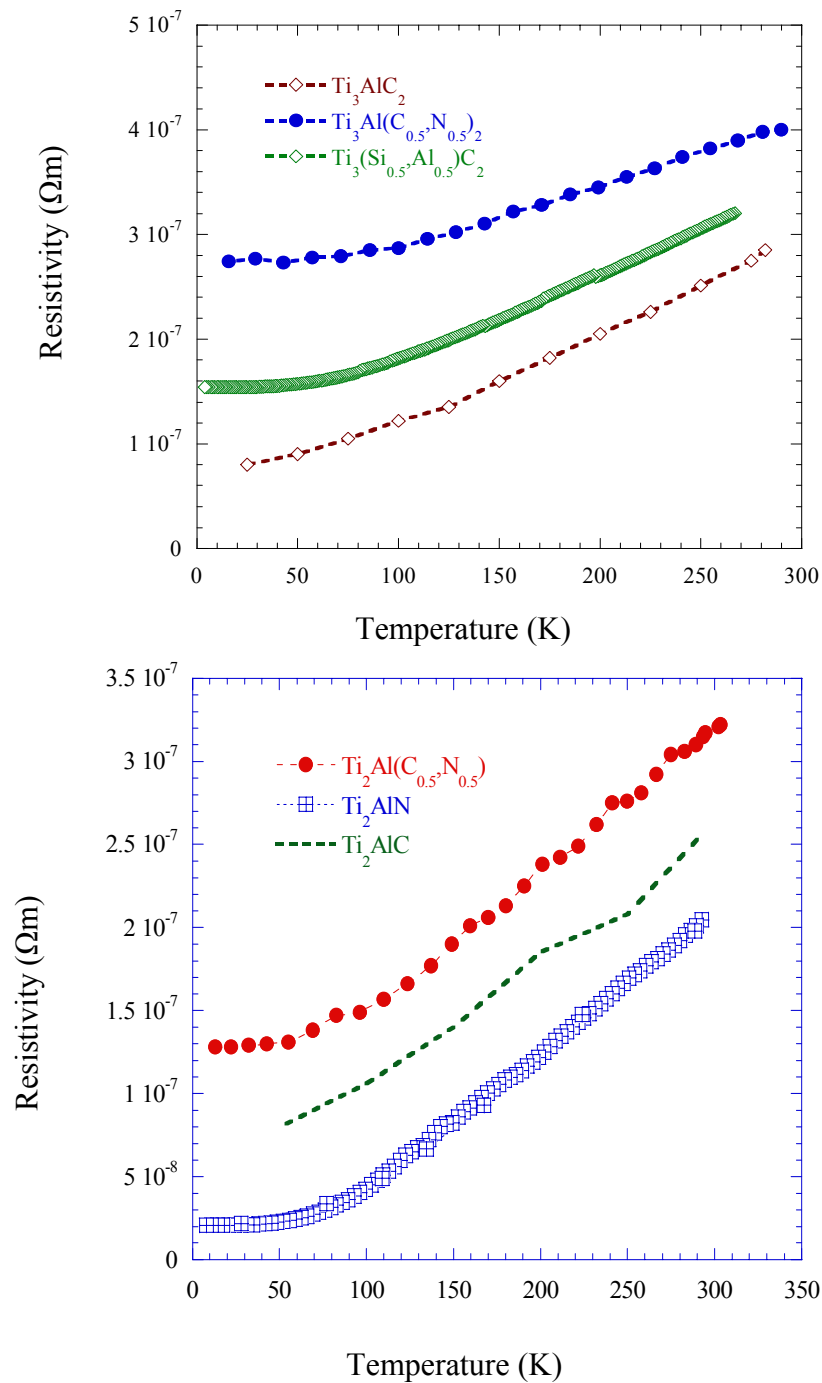 5 10⁻⁷
4 10⁻⁷
3 10⁻⁷
2 10⁻⁷
1 10⁻⁷
0
Resistivity (Ωm)
Ti₃AlC₂
Ti₃Al(C₀.₅,N₀.₅)₂
Ti₃(Si₀.₅,Al₀.₅)C₂
0 50 100 150 200 250 300
Temperature (K)
3.5 10⁻⁷
3 10⁻⁷
2.5 10⁻⁷
2 10⁻⁷
1.5 10⁻⁷
1 10⁻⁷
5 10⁻⁸
0
Resistivity (Ωm)
Ti₂Al(C₀.₅,N₀.₅)
Ti₂AlN
Ti₂AlC
0 50 100 150 200 250 300 350
Temperature (K)